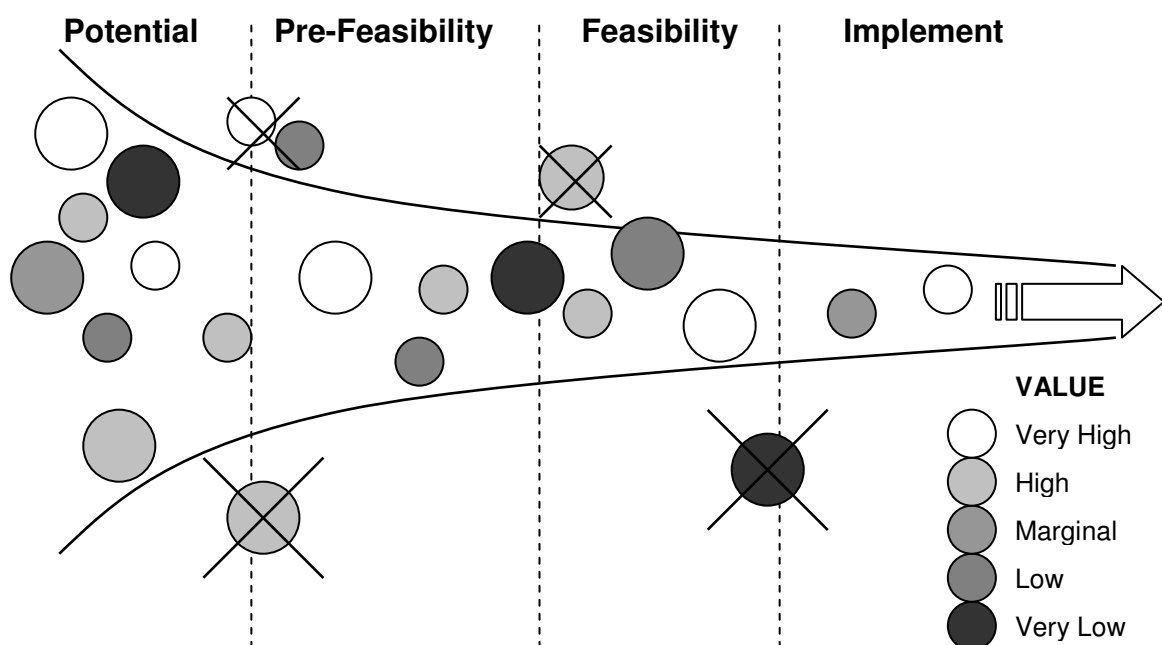 Potential Pre-Feasibility Feasibility Implement
VALUE
Very High
High
Marginal
Low
Very Low